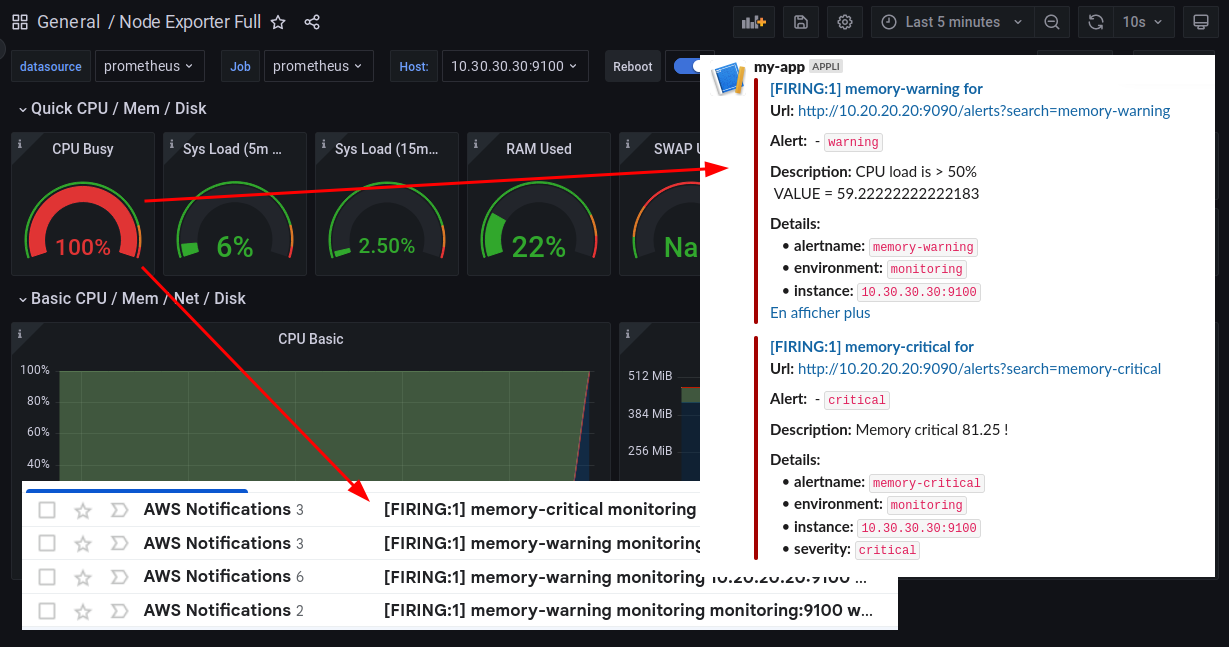 General / Node Exporter Full
Last 5 minutes
10s
datasource
prometheus
Job
prometheus
Host:
10.30.30.30:9100
Reboot
Quick CPU / Mem / Disk
CPU Busy
100%
Sys Load (5m ...
6%
Sys Load (15m...
2.50%
RAM Used
22%
SWAP
Na
Basic CPU / Mem / Net / Disk
CPU Basic
100%
80%
60%
40%
512 MiB
384 MiB
256 MiB
my-app APPLI
[FIRING:1] memory-warning for
Url: http://10.20.20.20:9090/alerts?search=memory-warning
Alert: - warning
Description: CPU load is > 50%
VALUE = 59.22222222222183
Details:
• alertname: memory-warning
• environment: monitoring
• instance: 10.30.30.30:9100
En afficher plus
[FIRING:1] memory-critical for
Url: http://10.20.20.20:9090/alerts?search=memory-critical
Alert: - critical
Description: Memory critical 81.25 !
Details:
• alertname: memory-critical
• environment: monitoring
• instance: 10.30.30.30:9100
• severity: critical
AWS Notifications 3 [FIRING:1] memory-critical monitoring
AWS Notifications 3 [FIRING:1] memory-warning monitoring
AWS Notifications 6 [FIRING:1] memory-warning monitoring 10.20.20.20:9100 ...
AWS Notifications 2 [FIRING:1] memory-warning monitoring monitoring:9100 w...